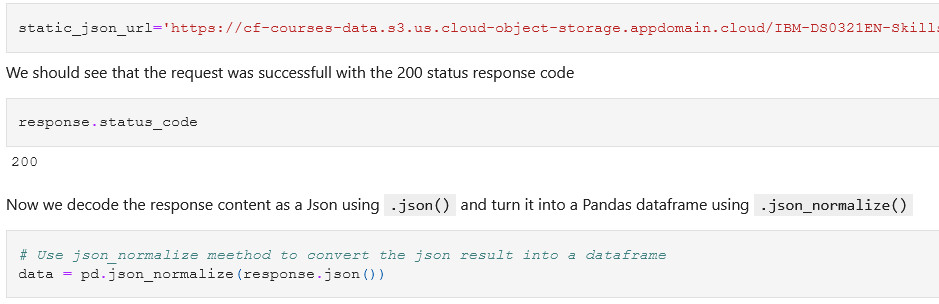 static_json_url='https://cf-courses-data.s3.us.cloud-object-storage.appdomain.cloud/IBM-DS0321EN-Skills
We should see that the request was successfull with the 200 status response code
response.status_code
200
Now we decode the response content as a Json using .json() and turn it into a Pandas dataframe using .json_normalize()
# Use json_normalize meethod to convert the json result into a dataframe
data = pd.json_normalize(response.json())